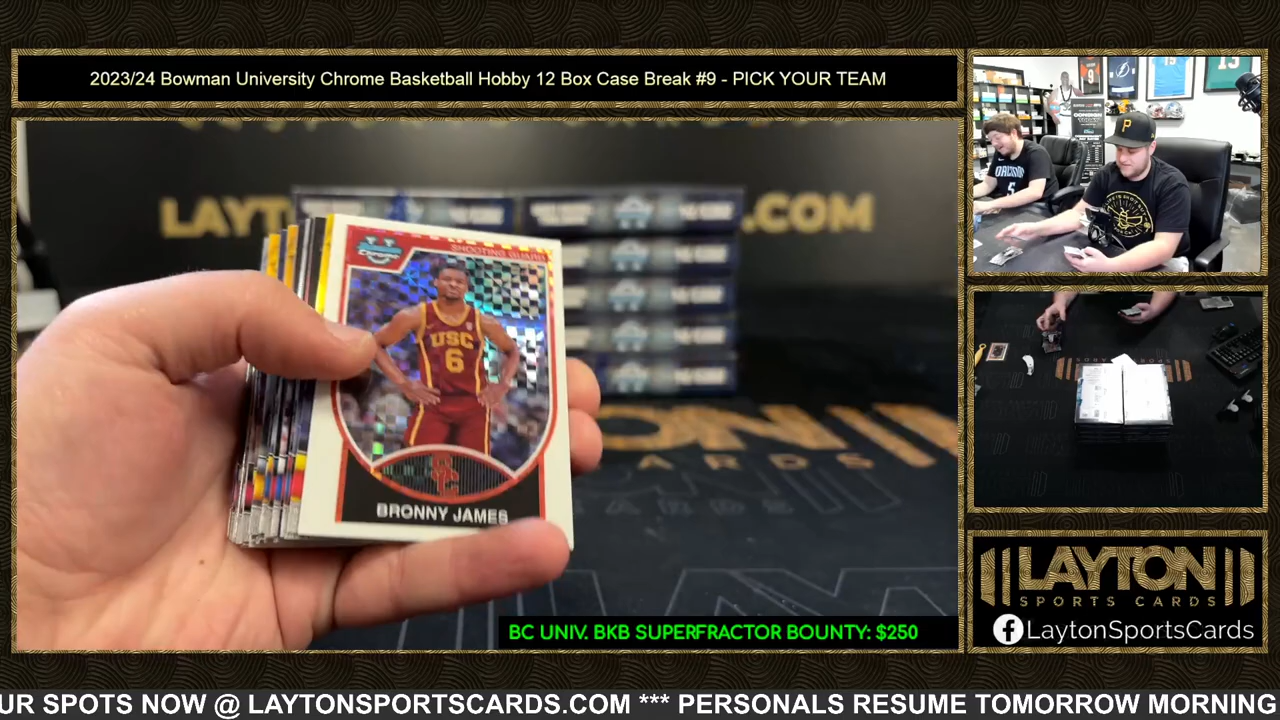 2023/24 Bowman University Chrome Basketball Hobby 12 Box Case Break #9 - PICK YOUR TEAM
SHOOTING GUARD
USC
6
BRONNY JAMES
BC UNIV. BKB SUPERFRACTOR BOUNTY: $250
P
5
LAYTON
SPORTS CARDS
LaytonSportsCards
UR SPOTS NOW @ LAYTONSPORTSCARDS.COM *** PERSONALS RESUME TOMORROW MORNING